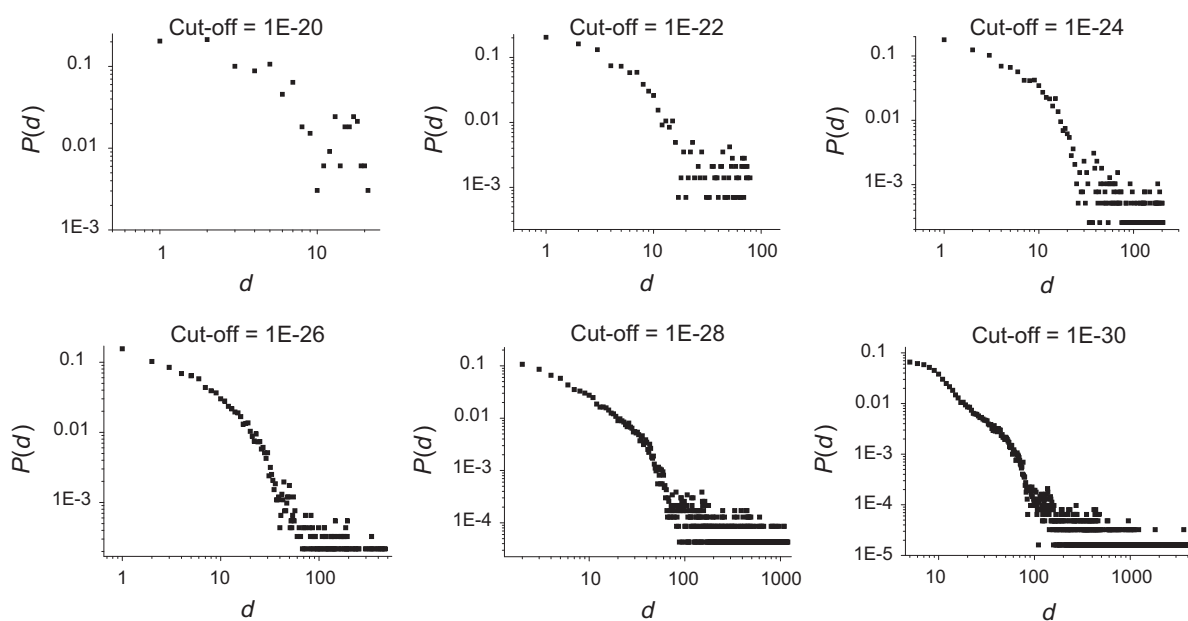 Cut-off = 1E-20
P(d)
0.1
0.01
1E-3
1
10
d
Cut-off = 1E-22
P(d)
0.1
0.01
1E-3
1
10
100
d
Cut-off = 1E-24
P(d)
0.1
0.01
1E-3
1
10
100
d
Cut-off = 1E-26
P(d)
0.1
0.01
1E-3
1
10
100
d
Cut-off = 1E-28
P(d)
0.1
0.01
1E-3
1E-4
10
100
1000
d
Cut-off = 1E-30
P(d)
0.1
0.01
1E-3
1E-4
1E-5
10
100
1000
d